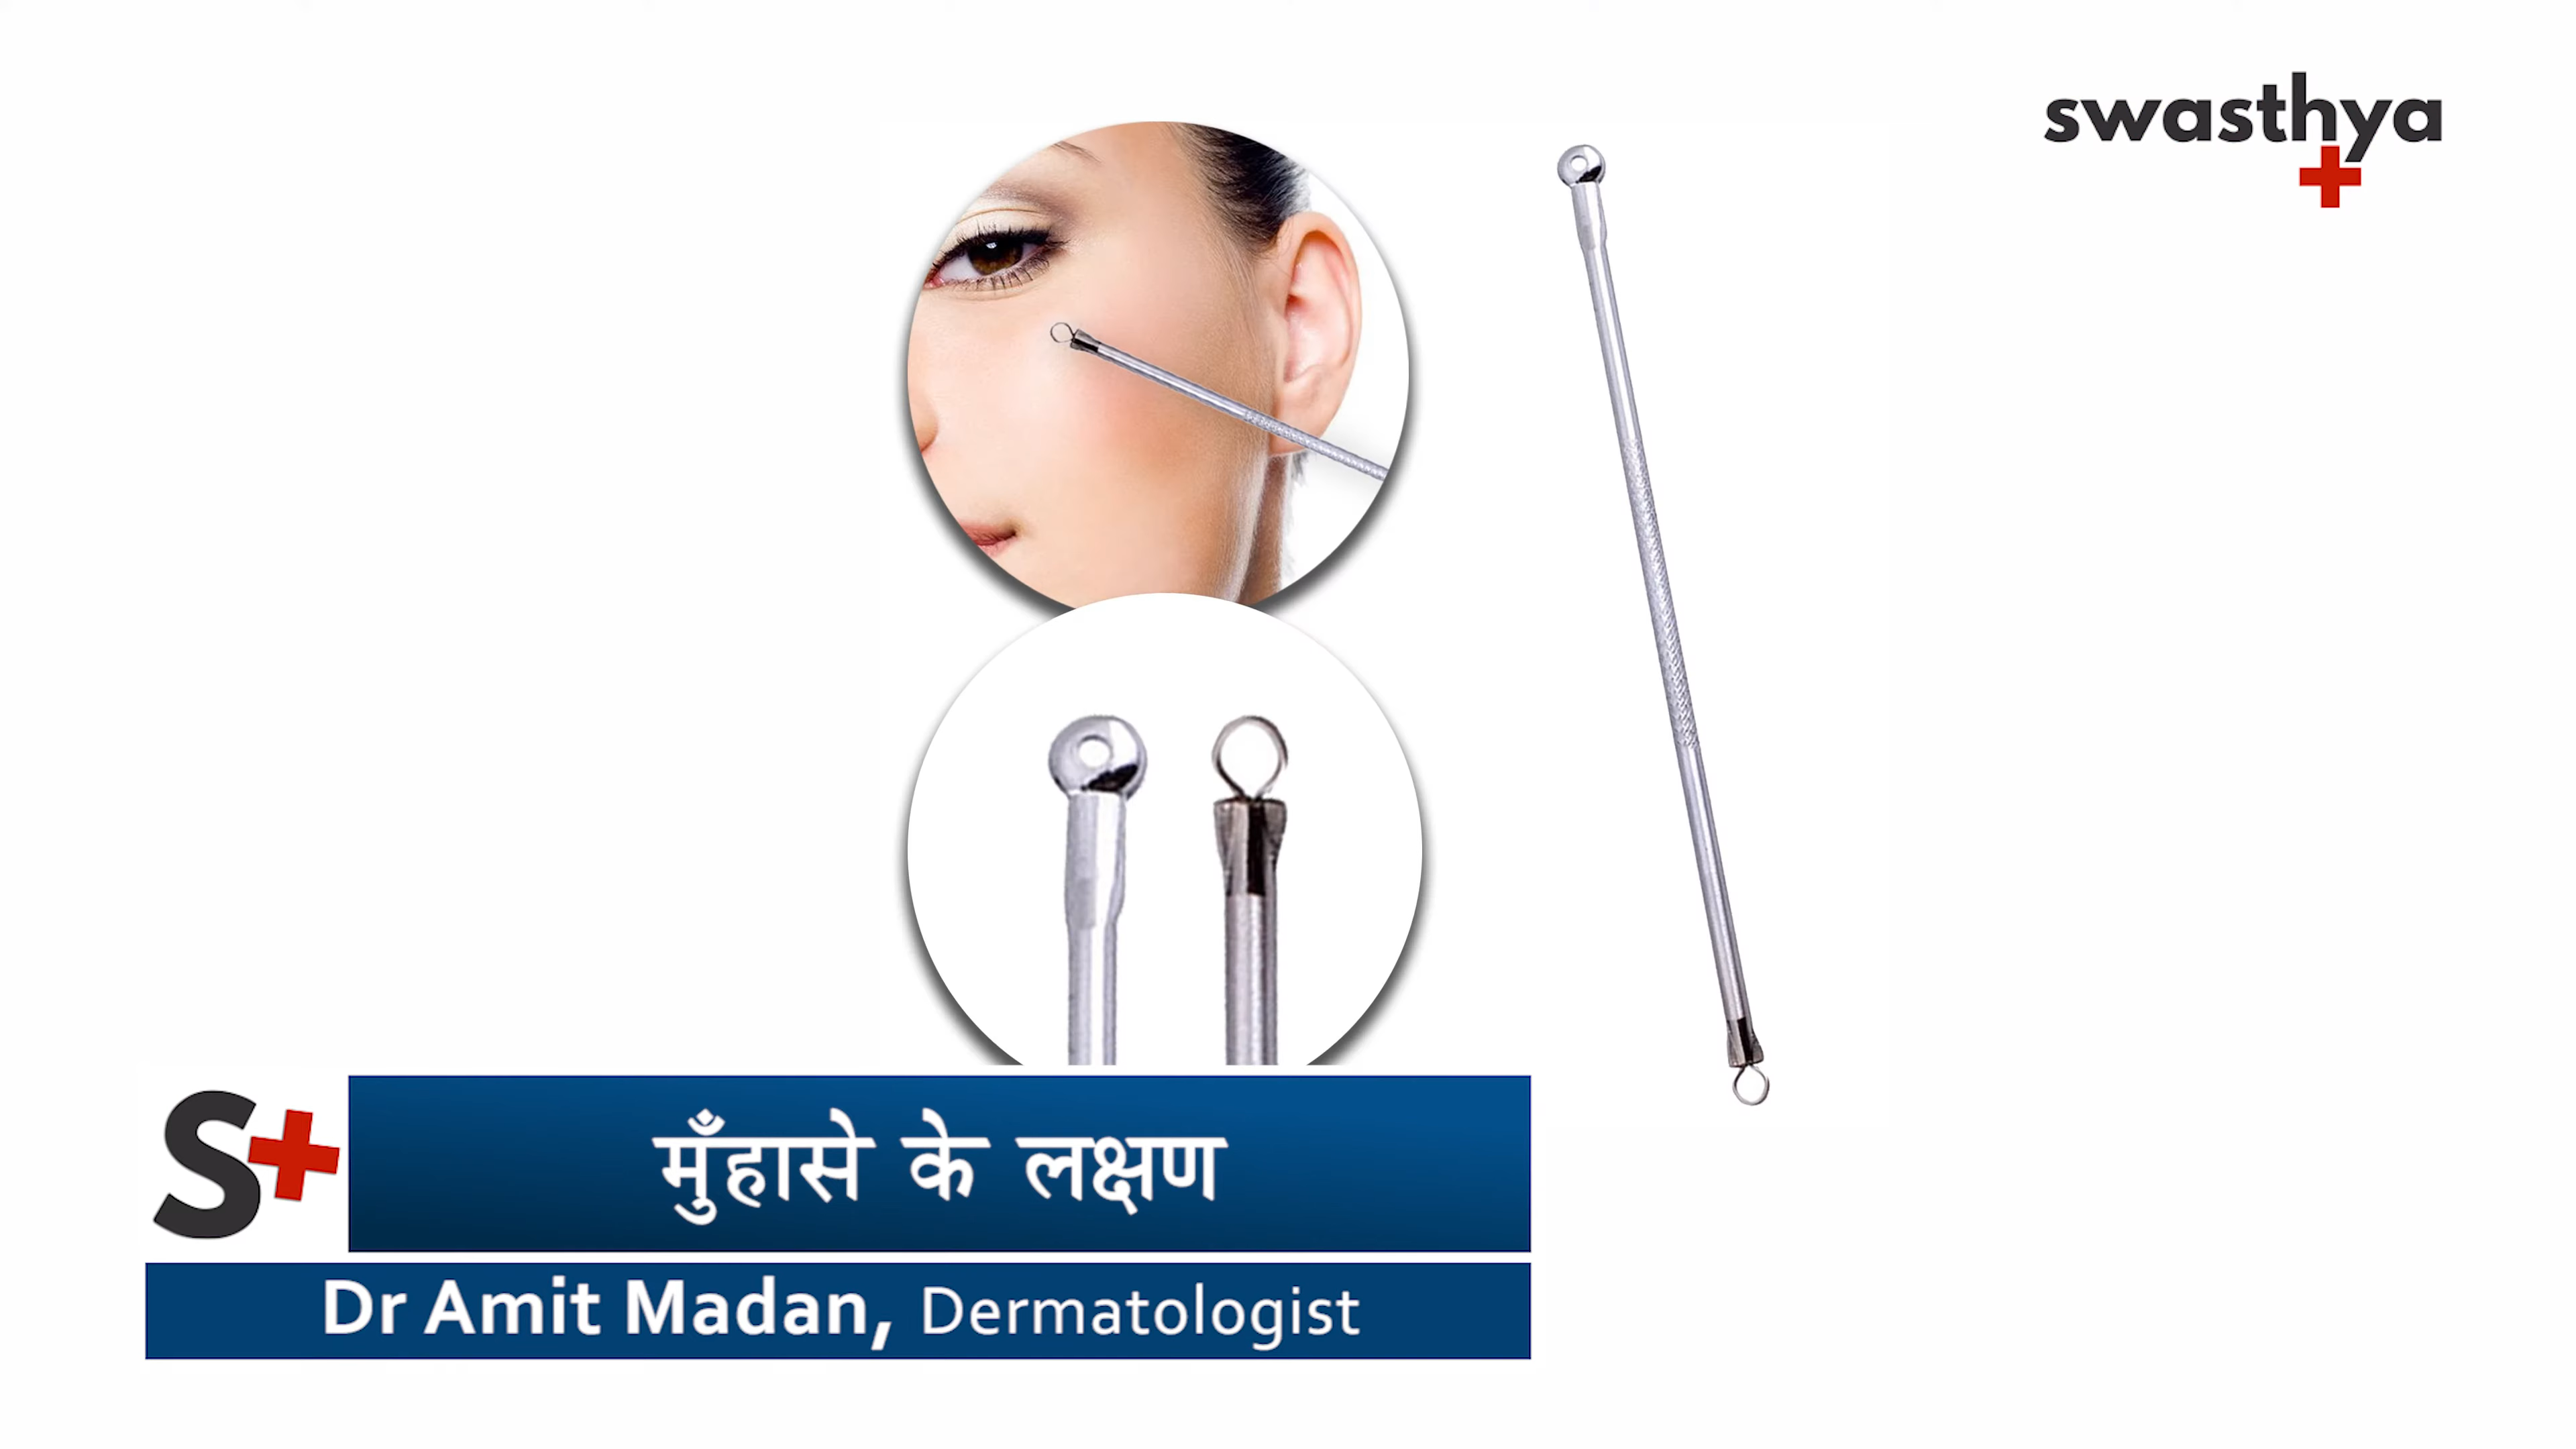 swasthya
+
S+
मुँहासे के लक्षण
Dr Amit Madan, Dermatologist